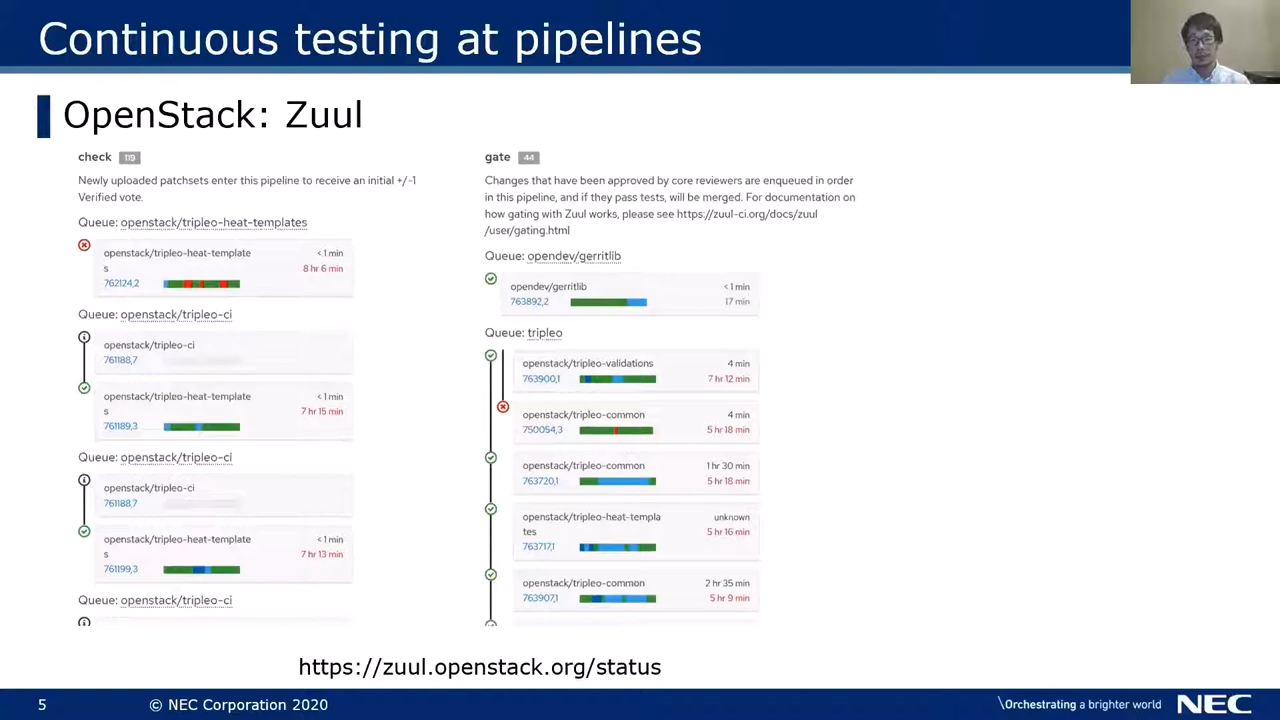 Continuous testing at pipelines
OpenStack: Zuul
check 119
Newly uploaded patchsets enter this pipeline to receive an initial +/-1
Verified vote.
Queue: openstack/tripleo-heat-templates
openstack/tripleo-heat-template < 1 min
s 8 hr 6 min
762124,2
Queue: openstack/tripleo-ci
openstack/tripleo-ci
761188,7
openstack/tripleo-heat-template < 1 min
s 7 hr 15 min
761189,3
Queue: openstack/tripleo-ci
openstack/tripleo-ci
761188,7
openstack/tripleo-heat-template < 1 min
s 7 hr 13 min
761199,3
Queue: openstack/tripleo-ci
gate 44
Changes that have been approved by core reviewers are enqueued in order
in this pipeline, and if they pass tests, will be merged. For documentation on
how gating with Zuul works, please see https://zuul-ci.org/docs/zuul
/user/gating.html
Queue: opendev/gerritlib
opendev/gerritlib < 1 min
763892,2 17 min
Queue: tripleo
openstack/tripleo-validations 4 min
763900,1 7 hr 12 min
openstack/tripleo-common 4 min
750054,3 5 hr 18 min
openstack/tripleo-common 1 hr 30 min
763720,1 5 hr 18 min
openstack/tripleo-heat-templa unknown
tes 5 hr 16 min
763717,1
openstack/tripleo-common 2 hr 35 min
763907,1 5 hr 9 min
https://zuul.openstack.org/status
5 © NEC Corporation 2020 \Orchestrating a brighter world NEC